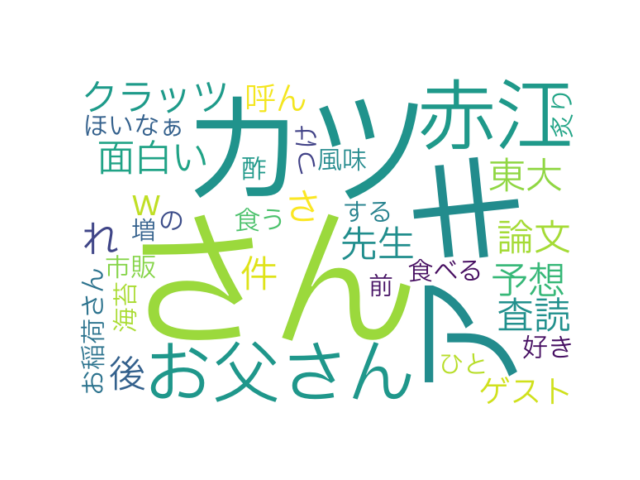 クラッツ
呼ん
カツ
赤江
炙り
ほいなぁ
面白い
酢
つけ
風味
東大
アサ
w
さ
する
増
の
食う
さん
れ
先生
論文
市販
件
前
食べる
予想
海苔
お稲荷さん
後
お父さん
査読
好き
ひと
ゲスト